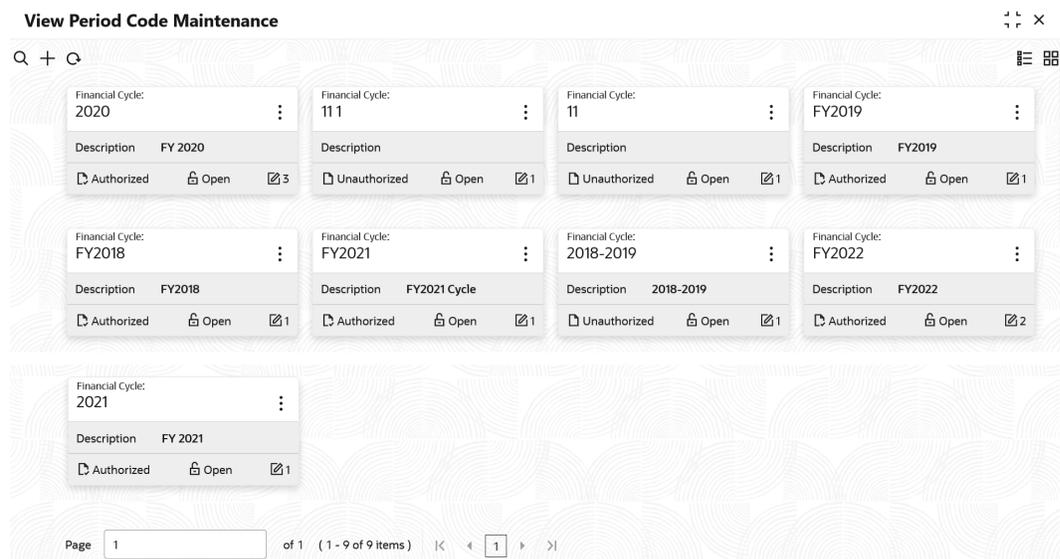 View Period Code Maintenance
Financial Cycle: Financial Cycle: Financial Cycle: Financial Cycle:
2020 11 1 11 FY2019
Description FY 2020 Description Description Description FY2019
Authorized Open 3 Unauthorized Open 1 Unauthorized Open 1 Authorized Open 1
Financial Cycle: Financial Cycle: Financial Cycle: Financial Cycle:
FY2018 FY2021 2018-2019 FY2022
Description FY2018 Description FY2021 Cycle Description 2018-2019 Description FY2022
Authorized Open 1 Authorized Open 1 Unauthorized Open 1 Authorized Open 2
Financial Cycle:
2021
Description FY 2021
Authorized Open 1
Page 1 of 1 ( 1 - 9 of 9 items ) 1